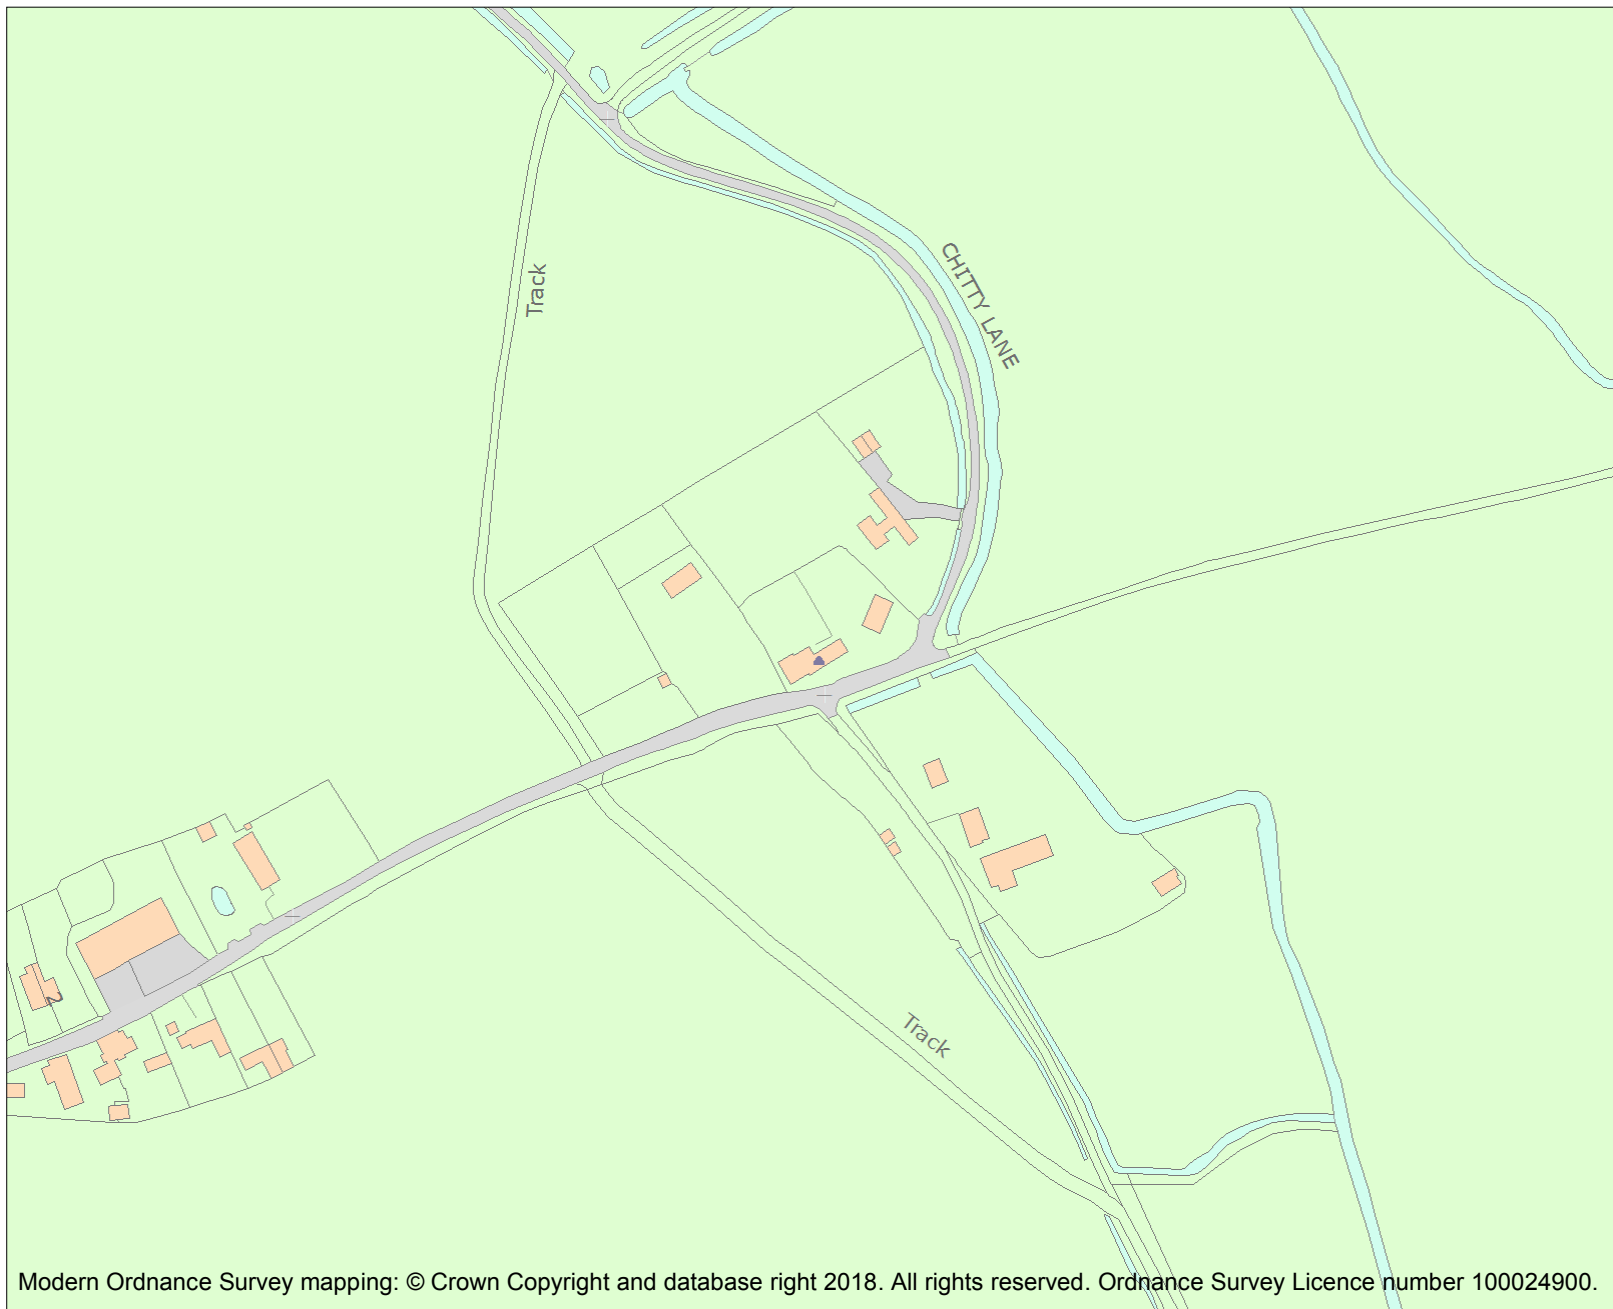 CHITTY LANE
Track
2
Track
Modern Ordnance Survey mapping: © Crown Copyright and database right 2018. All rights reserved. Ordnance Survey Licence number 100024900.